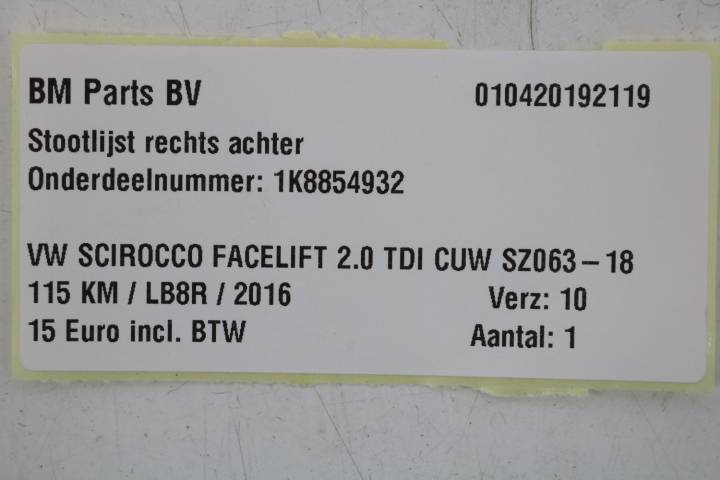 BM Parts BV 010420192119
Stootlijst rechts achter
Onderdeelnummer: 1K8854932
VW SCIROCCO FACELIFT 2.0 TDI CUW SZ063-18
115 KM / LB8R / 2016 Verz: 10
15 Euro incl. BTW Aantal: 1